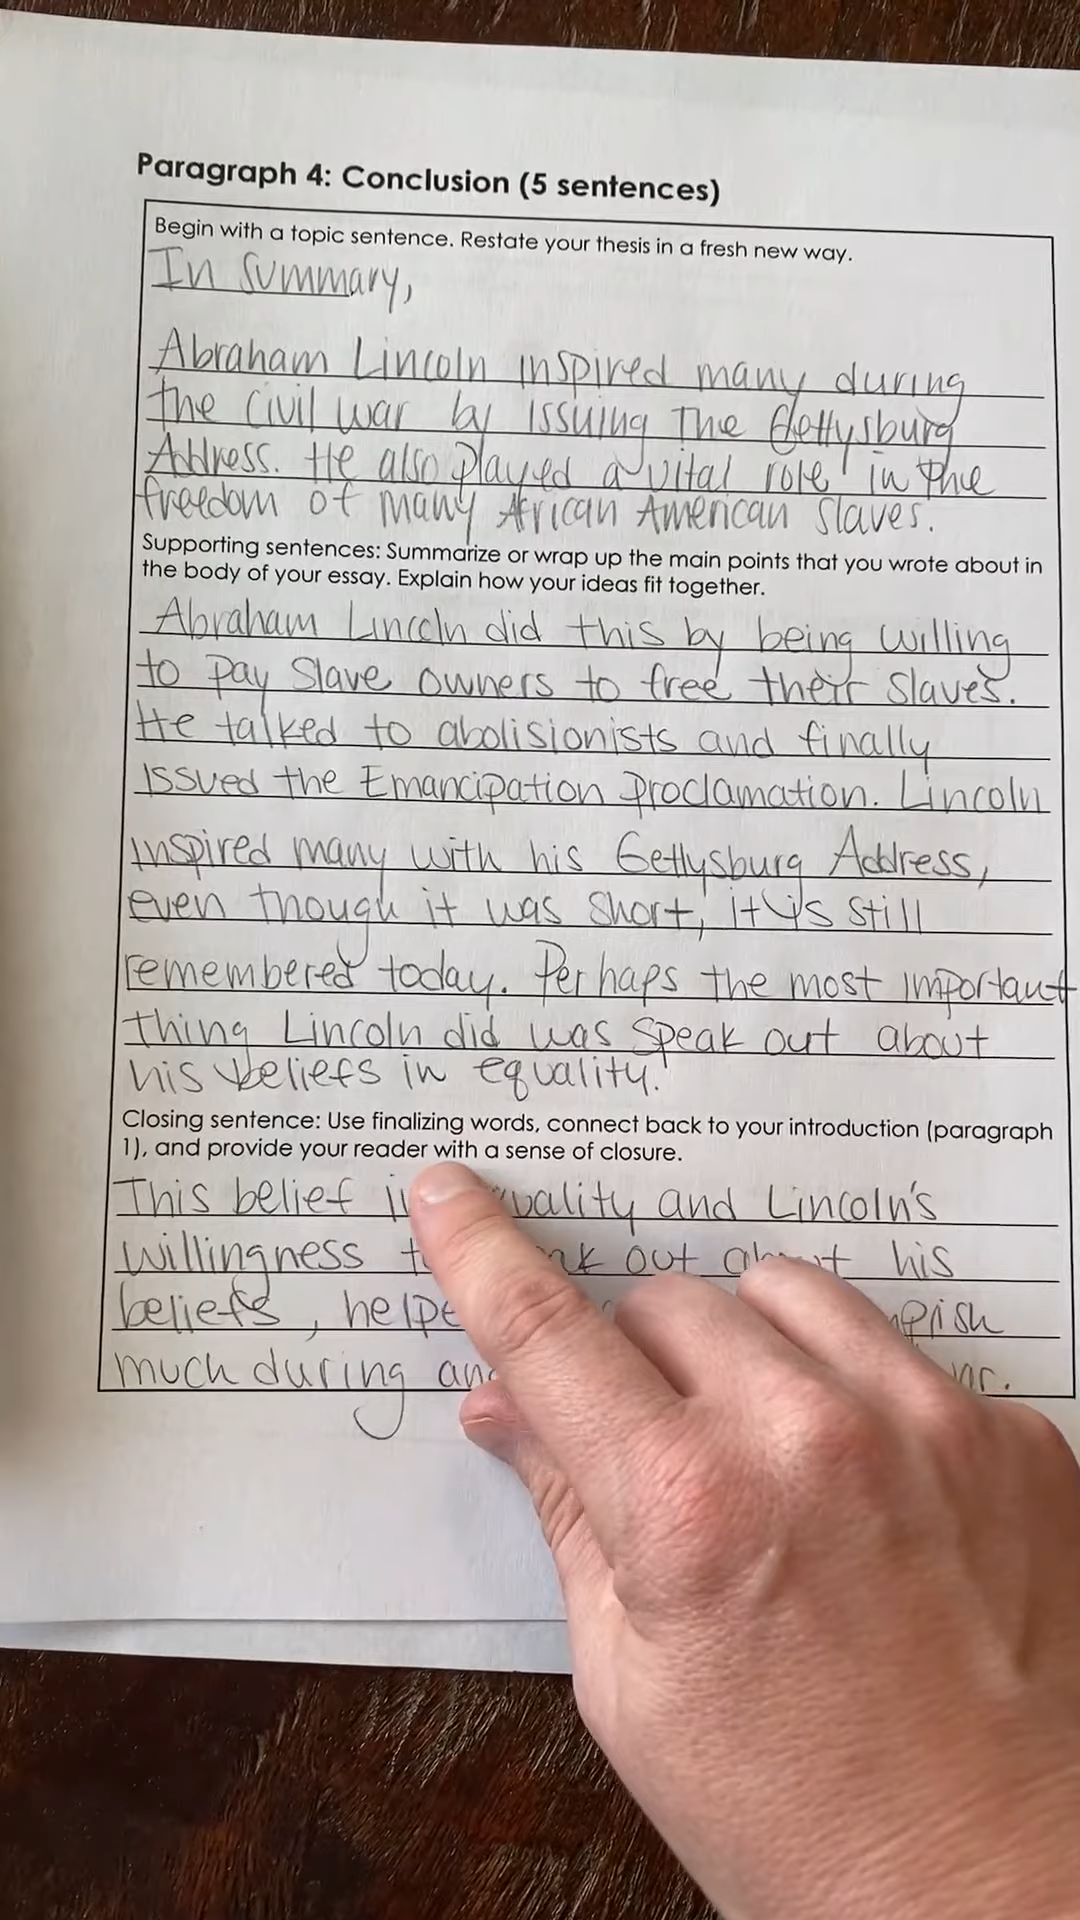 Paragraph 4: Conclusion (5 sentences)
Begin with a topic sentence. Restate your thesis in a fresh new way.
In summary,
Abraham Lincoln inspired many during
the civil war by issuing The Gettysburg
Address. He also played a vital role in the
freedom of many African American slaves.
Supporting sentences: Summarize or wrap up the main points that you wrote about in
the body of your essay. Explain how your ideas fit together.
Abraham Lincoln did this by being willing
to pay slave owners to free their slaves.
He talked to abolisionists and finally
issued the Emancipation Proclamation. Lincoln
inspired many with his Gettysburg Address,
even though it was short, it is still
remembered today. Perhaps the most important
thing Lincoln did was speak out about
his beliefs in equality.
Closing sentence: Use finalizing words, connect back to your introduction (paragraph
1), and provide your reader with a sense of closure.
This belief and Lincoln's
willingness out about his
beliefs,
much during